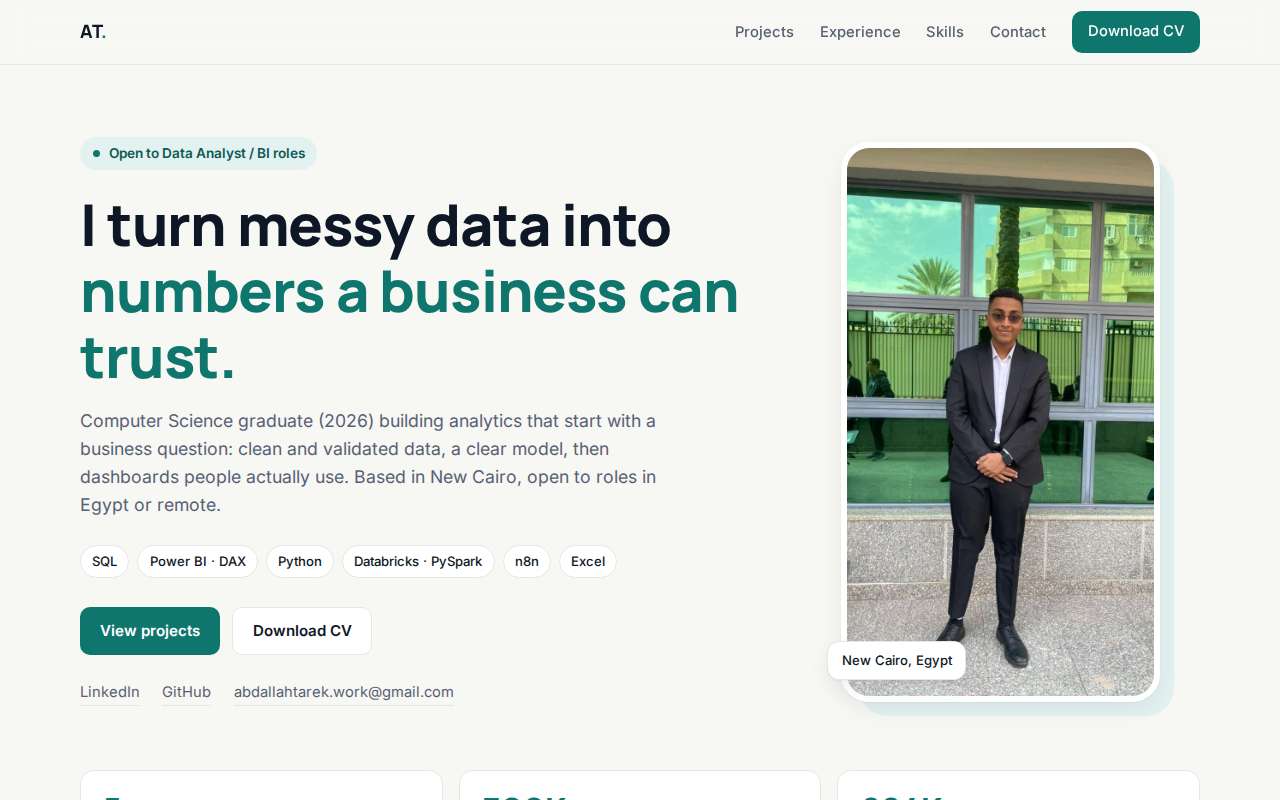 AT.
Projects Experience Skills Contact Download CV
Open to Data Analyst / BI roles
I turn messy data into
numbers a business can
trust.
Computer Science graduate (2026) building analytics that start with a
business question: clean and validated data, a clear model, then
dashboards people actually use. Based in New Cairo, open to roles in
Egypt or remote.
SQL Power BI · DAX Python Databricks · PySpark n8n Excel
View projects Download CV
LinkedIn GitHub abdallahtarek.work@gmail.com
New Cairo, Egypt